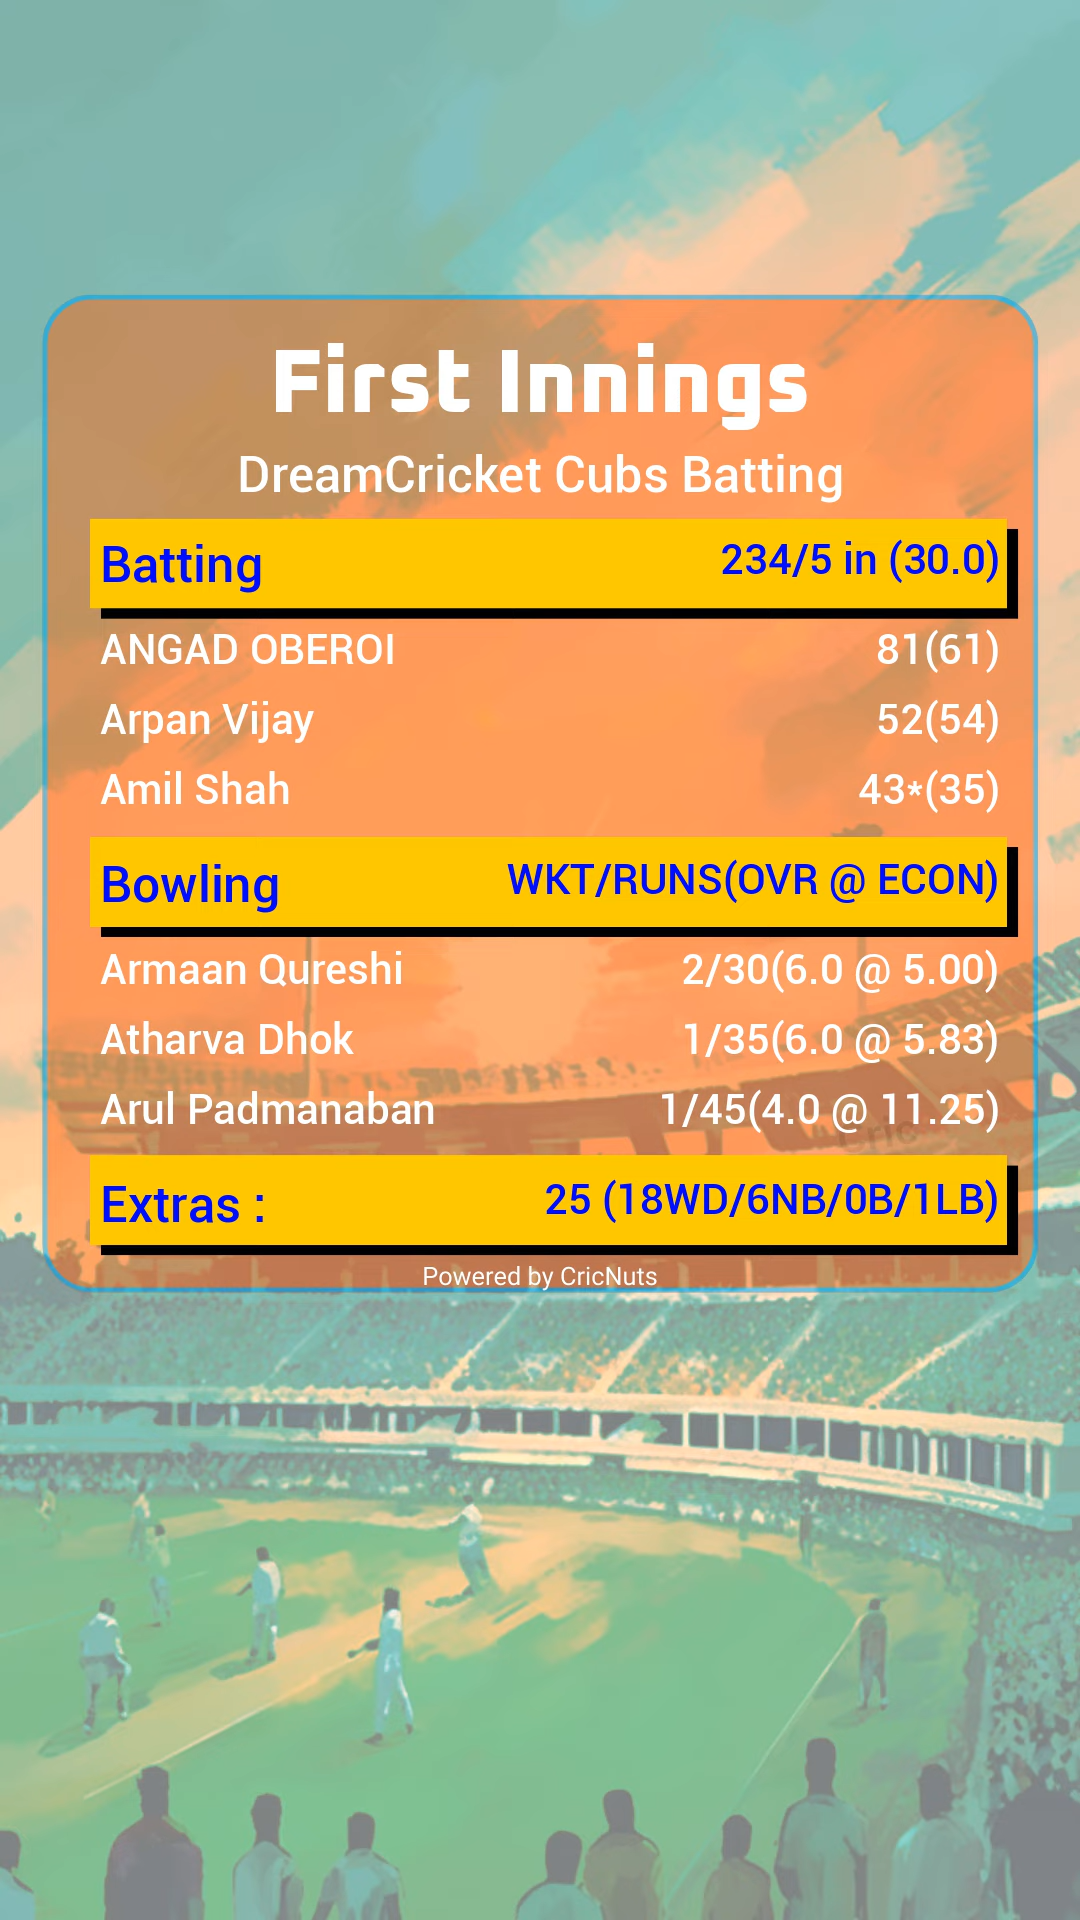 First Innings
DreamCricket Cubs Batting
Batting 234/5 in (30.0)
ANGAD OBEROI 81(61)
Arpan Vijay 52(54)
Amil Shah 43*(35)
Bowling WKT/RUNS(OVR @ ECON)
Armaan Qureshi 2/30(6.0 @ 5.00)
Atharva Dhok 1/35(6.0 @ 5.83)
Arul Padmanaban 1/45(4.0 @ 11.25)
Extras : 25 (18WD/6NB/0B/1LB)
Powered by CricNuts